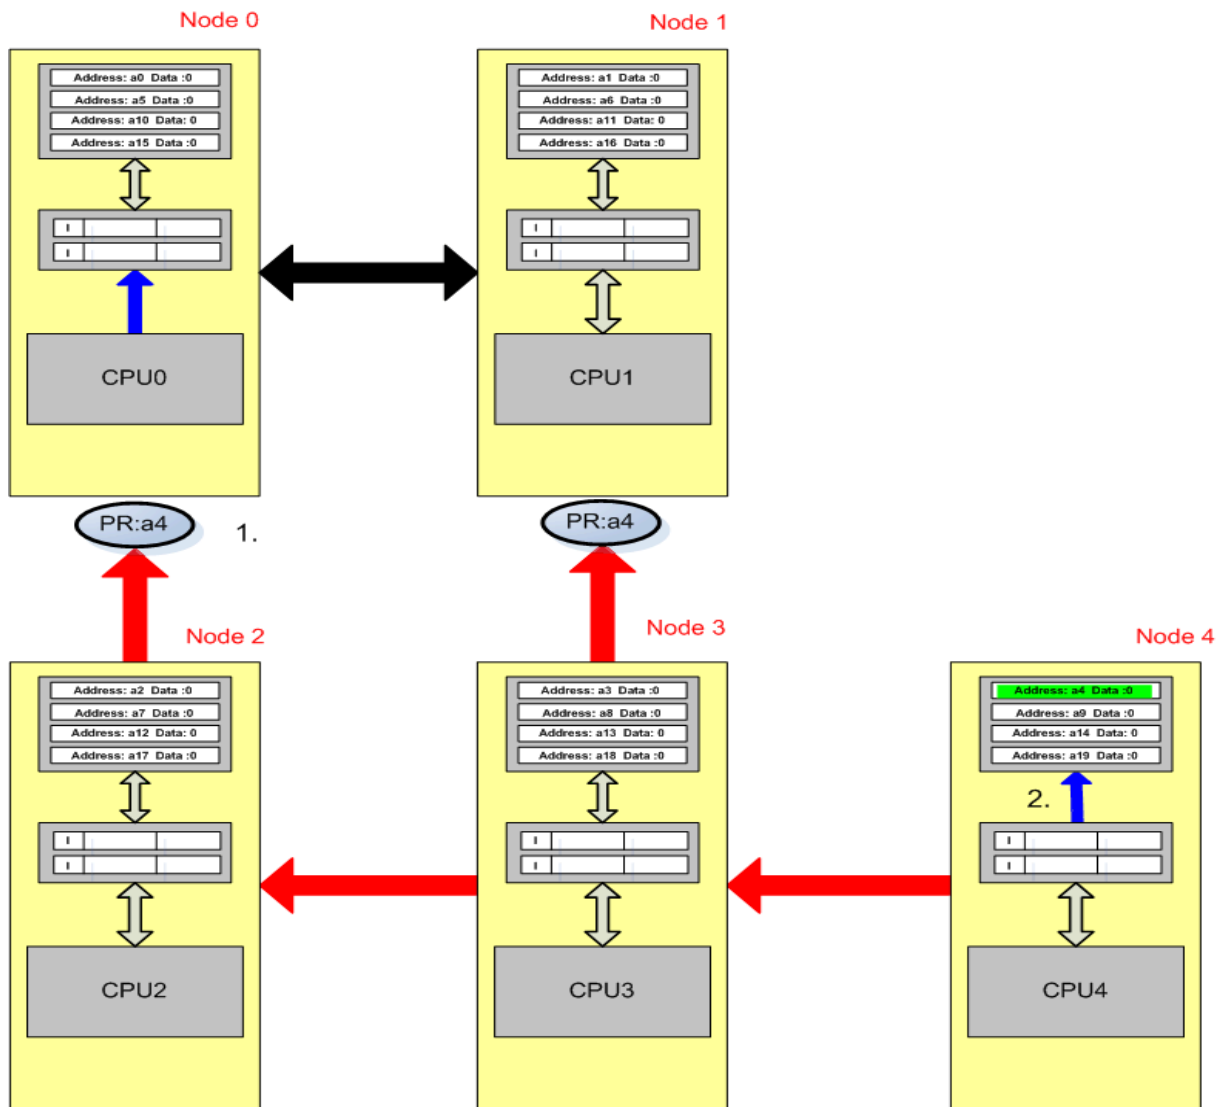 Node 0
Node 1
Address: a0 Data :0
Address: a5 Data :0
Address: a10 Data: 0
Address: a15 Data :0
Address: a1 Data :0
Address: a6 Data :0
Address: a11 Data: 0
Address: a16 Data :0
I
I
I
I
CPU0
CPU1
PR:a4
1.
PR:a4
Node 2
Node 3
Node 4
Address: a2 Data :0
Address: a7 Data :0
Address: a12 Data: 0
Address: a17 Data :0
Address: a3 Data :0
Address: a8 Data :0
Address: a13 Data: 0
Address: a18 Data :0
Address: a4 Data :0
Address: a9 Data :0
Address: a14 Data: 0
Address: a19 Data :0
2.
I
I
I
I
I
I
CPU2
CPU3
CPU4